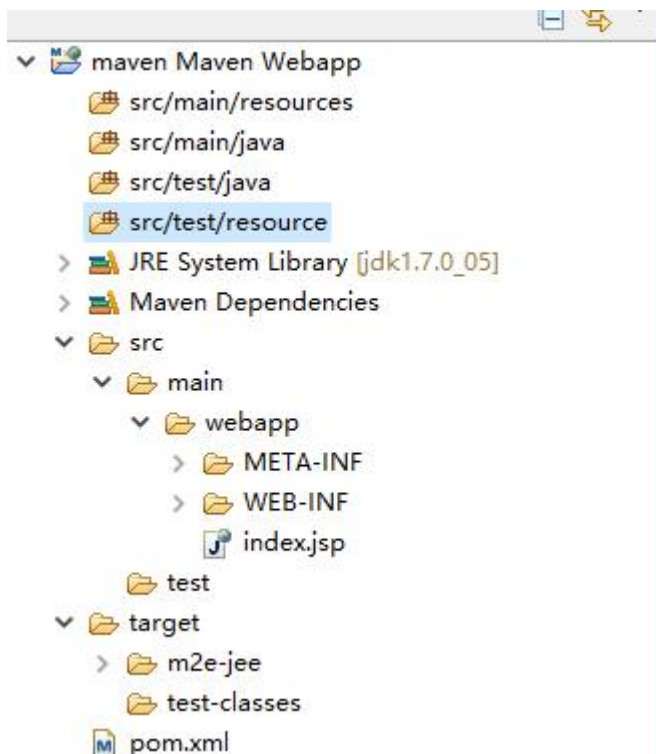 maven Maven Webapp
src/main/resources
src/main/java
src/test/java
src/test/resource
JRE System Library [jdk1.7.0_05]
Maven Dependencies
src
main
webapp
META-INF
WEB-INF
index.jsp
test
target
m2e-jee
test-classes
pom.xml